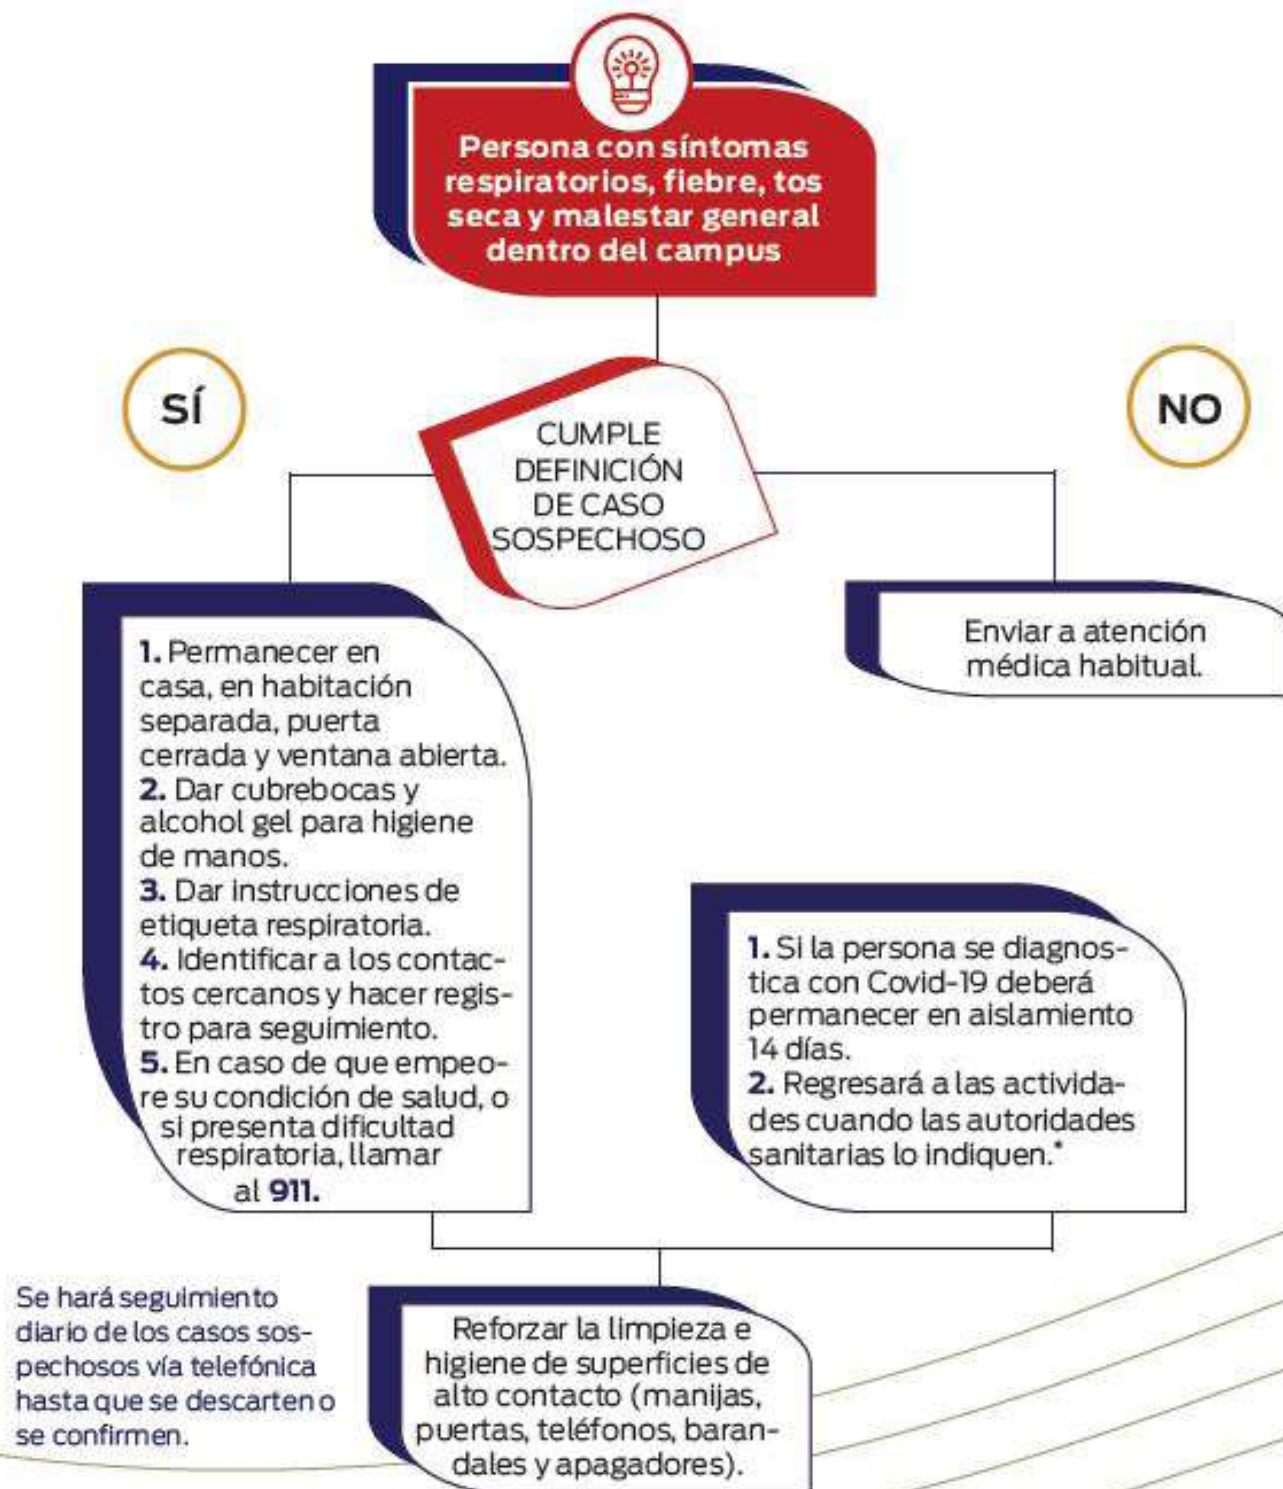 Persona con síntomas
respiratorios, fiebre, tos
seca y malestar general
dentro del campus
SÍ
NO
CUMPLE
DEFINICIÓN
DE CASO
SOSPECHOSO
1. Permanecer en
casa, en habitación
separada, puerta
cerrada y ventana abierta.
2. Dar cubrebocas y
alcohol gel para higiene
de manos.
3. Dar instrucciones de
etiqueta respiratoria.
4. Identificar a los contac-
tos cercanos y hacer regis-
tro para seguimiento.
5. En caso de que empeo-
re su condición de salud, o
si presenta dificultad
respiratoria, llamar
al 911.
Enviar a atención
médica habitual.
1. Si la persona se diagnos-
tica con Covid-19 deberá
permanecer en aislamiento
14 días.
2. Regresará a las activida-
des cuando las autoridades
sanitarias lo indiquen.*
Se hará seguimiento
diario de los casos sos-
pechosos vía telefónica
hasta que se descarten o
se confirmen.
Reforzar la limpieza e
higiene de superficies de
alto contacto (manijas,
puertas, teléfonos, baran-
dales y apagadores).